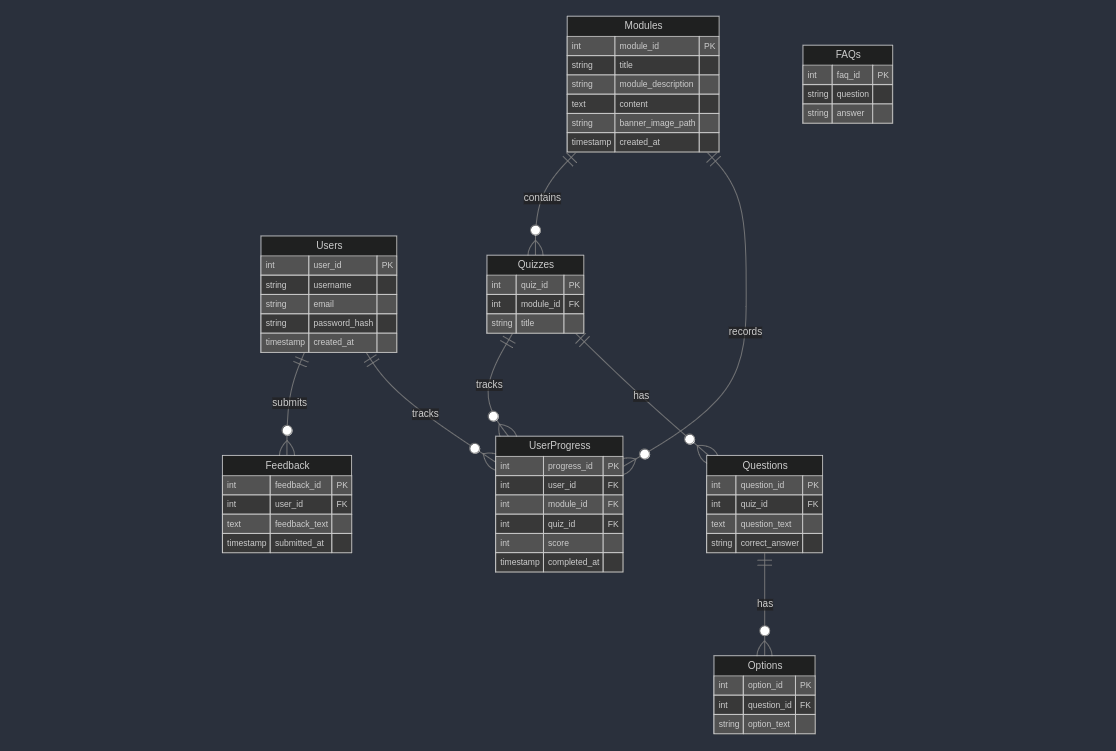 Modules
int module_id PK
string title
string module_description
text content
string banner_image_path
timestamp created_at
FAQs
int faq_id PK
string question
string answer
contains
Users
int user_id PK
string username
string email
string password_hash
timestamp created_at
Quizzes
int quiz_id PK
int module_id FK
string title
records
submits
tracks
tracks
has
Feedback
int feedback_id PK
int user_id FK
text feedback_text
timestamp submitted_at
UserProgress
int progress_id PK
int user_id FK
int module_id FK
int quiz_id FK
int score
timestamp completed_at
Questions
int question_id PK
int quiz_id FK
text question_text
string correct_answer
has
Options
int option_id PK
int question_id FK
string option_text